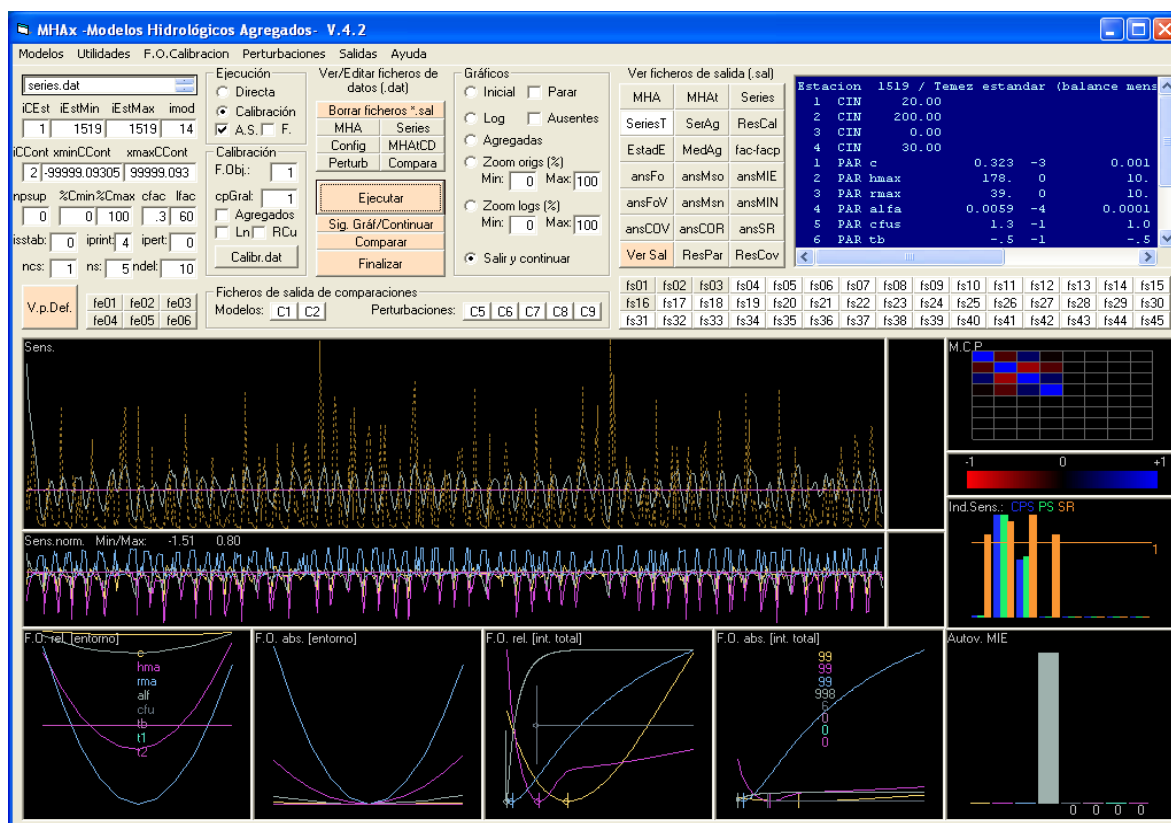 MHAx -Modelos Hidrológicos Agregados- V.4.2
Modelos Utilidades F.O.Calibracion Perturbaciones Salidas Ayuda
series.dat
iCEst iEstMin iEstMax imod
1 1519 1519 14
iCCont xminCCont xmaxCCont
2 -99999.09305 99999.093
npsup %Cmin %Cmax cfac lfac
0 0 100 .3 60
isstab: 0 iprint: 4 ipert: 0
ncs: 1 ns: 5 ndel: 10
V.p.Def.
fe01 fe02 fe03
fe04 fe05 fe06
Ejecución
Directa
Calibración
A.S. F.
Calibración
F.Obj.: 1
cpGral: 1
Agregados
Ln RCu
Calibr.dat
Ver/Editar ficheros de
datos (.dat)
Borrar ficheros *.sal
MHA Series
Config MHAtCD
Perturb Compara
Ejecutar
Sig. Gráf/Continuar
Comparar
Finalizar
Gráficos
Inicial Parar
Log Ausentes
Agregadas
Zoom origs (%)
Min: 0 Max: 100
Zoom logs (%)
Min: 0 Max: 100
Salir y continuar
Ficheros de salida de comparaciones
Modelos: C1 C2 Perturbaciones: C5 C6 C7 C8 C9
Ver ficheros de salida (.sal)
MHA MHAt Series
SeriesT SerAg ResCal
EstadE MedAg fac-facp
ansFo ansMso ansMIE
ansFoV ansMsn ansMIN
ansCOV ansCOR ansSR
Ver Sal ResPar ResCov
Estacion 1519 / Temez estandar (balance mens
1 CIN 20.00
2 CIN 200.00
3 CIN 0.00
4 CIN 30.00
1 PAR c 0.323 -3 0.001
2 PAR hmax 178. 0 10.
3 PAR rmax 39. 0 10.
4 PAR alfa 0.0059 -4 0.0001
5 PAR cfus 1.3 -1 1.0
6 PAR tb -.5 -1 -.5
fs01 fs02 fs03 fs04 fs05 fs06 fs07 fs08 fs09 fs10 fs11 fs12 fs13 fs14 fs15
fs16 fs17 fs18 fs19 fs20 fs21 fs22 fs23 fs24 fs25 fs26 fs27 fs28 fs29 fs30
fs31 fs32 fs33 fs34 fs35 fs36 fs37 fs38 fs39 fs40 fs41 fs42 fs43 fs44 fs45
Sens.
M.C.P
-1 0 +1
Sens.norm. Min/Max: -1.51 0.80
Ind.Sens.: CPS PS SR
1
F.O. rel. [entorno]
c
hma
rma
alf
cfu
tb
t1
t2
F.O. abs. [entorno]
F.O. rel. [int. total]
F.O. abs. [int. total]
99
99
99
998
6
0
0
0
Autov. MIE
0 0 0 0